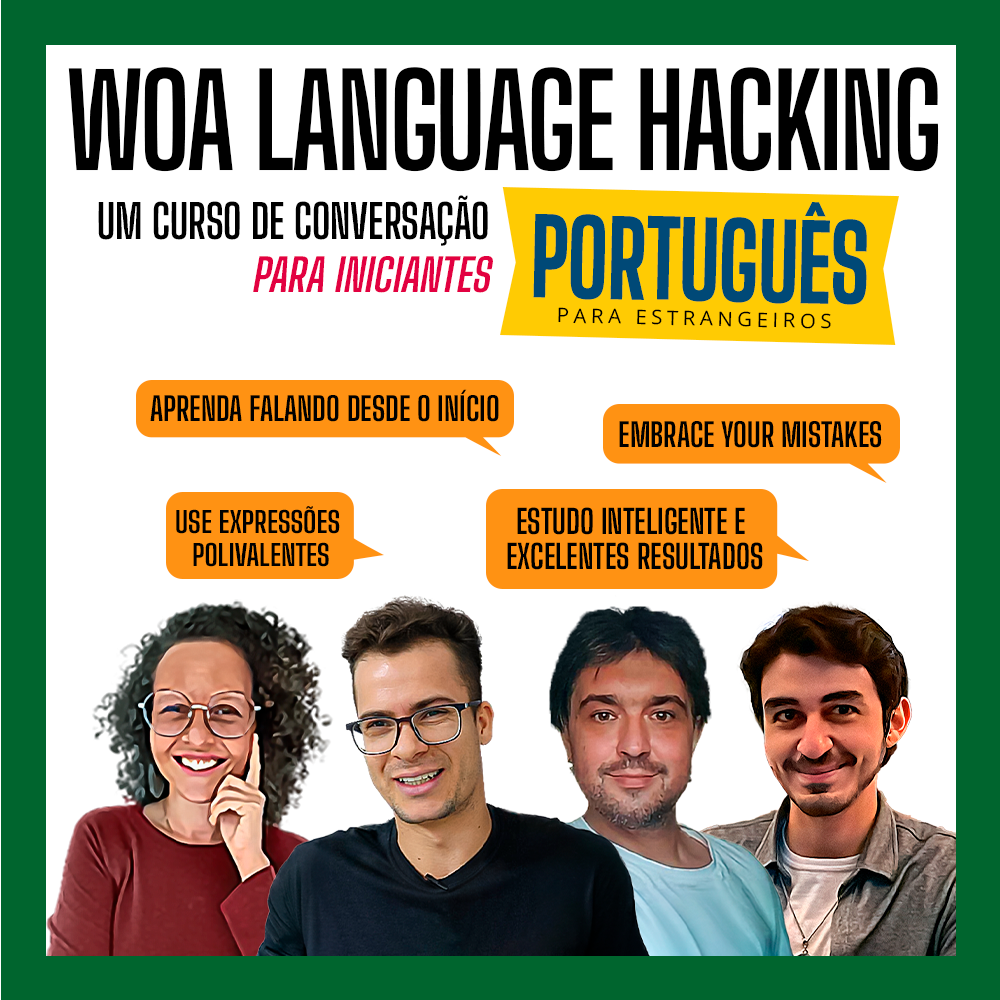 WOA LANGUAGE HACKING
UM CURSO DE CONVERSAÇÃO
PARA INICIANTES
PORTUGUÊS
PARA ESTRANGEIROS
APRENDA FALANDO DESDE O INÍCIO
EMBRACE YOUR MISTAKES
USE EXPRESSÕES
POLIVALENTES
ESTUDO INTELIGENTE E
EXCELENTES RESULTADOS